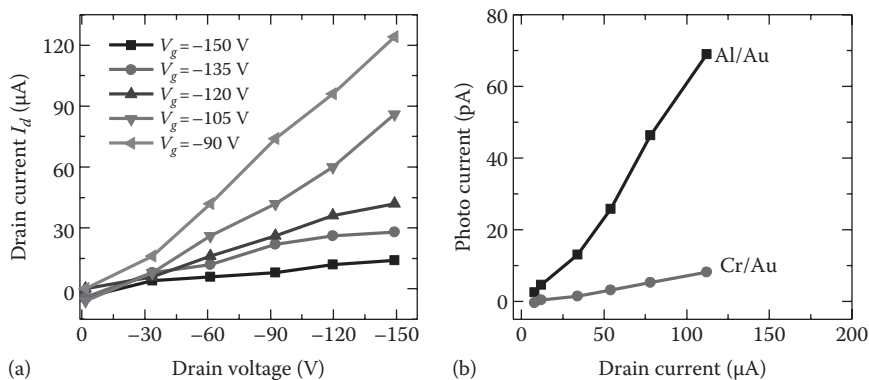 120
90
60
30
0
Drain current I_d (μA)
V_g = −150 V
V_g = −135 V
V_g = −120 V
V_g = −105 V
V_g = −90 V
0 −30 −60 −90 −120 −150
Drain voltage (V)
(a)
80
60
40
20
0
Photo current (pA)
Al/Au
Cr/Au
0 50 100 150 200
Drain current (μA)
(b)